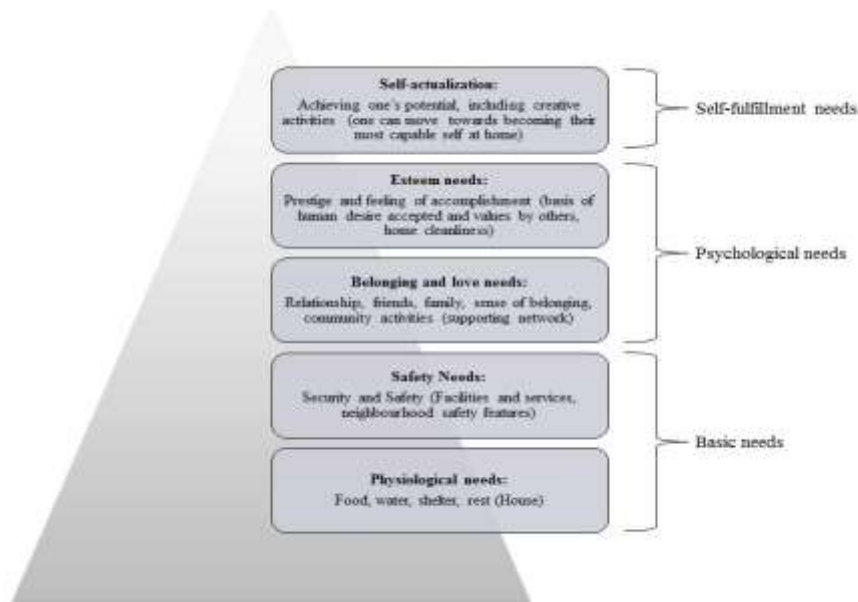 Self-actualization:
Achieving one's potential, including creative
activities (one can move towards becoming their
most capable self at home)
Self-fulfillment needs
Esteem needs:
Prestige and feeling of accomplishment (basis of
human desire accepted and values by others,
home cleanliness)
Psychological needs
Belonging and love needs:
Relationship, friends, family, sense of belonging,
community activities (supporting network)
Safety Needs:
Security and Safety (Facilities and services,
neighbourhood safety features)
Basic needs
Physiological needs:
Food, water, shelter, rest (House)